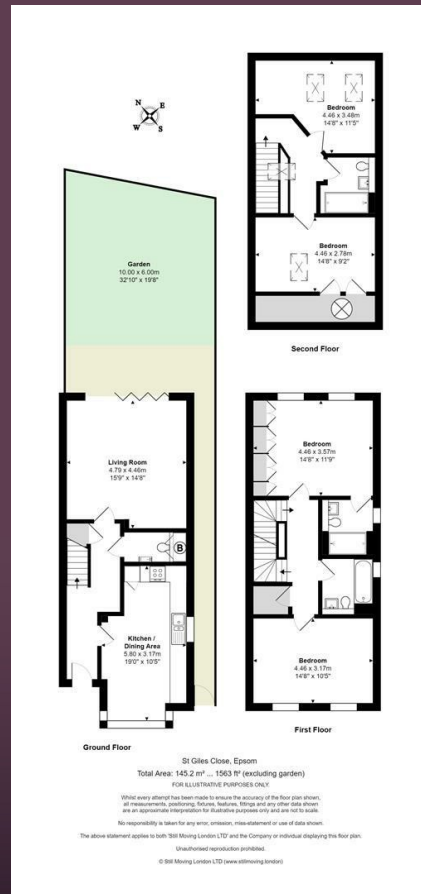 N
E
W
S
Bedroom
4.46 x 3.48m
14'8" x 11'5"
Bedroom
4.46 x 2.78m
14'8" x 9'2"
Second Floor
Garden
10.00 x 6.00m
32'10" x 19'8"
Living Room
4.79 x 4.46m
15'9" x 14'8"
B
Kitchen /
Dining Area
5.80 x 3.17m
19'0" x 10'5"
Ground Floor
Bedroom
4.46 x 3.57m
14'8" x 11'9"
Bedroom
4.46 x 3.17m
14'8" x 10'5"
First Floor
St Giles Close, Epsom
Total Area: 145.2 m² ... 1563 ft² (excluding garden)
FOR ILLUSTRATIVE PURPOSES ONLY.
Whilst every attempt has been made to ensure the accuracy of the floor plan shown,
all measurements, positioning, fixtures, features, fittings and any other data shown
are an approximate interpretation for illustrative purposes only and are not to scale.
No responsibility is taken for any error, omission, miss-statement or use of data shown.
The above statement applies to both 'Still Moving London LTD' and the Company or individual displaying this floor plan.
Unauthorised reproduction prohibited.
© Still Moving London LTD (www.stillmoving.london)